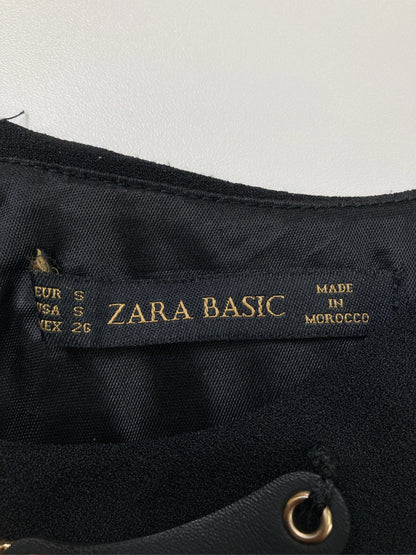 EUR S
USA S
MEX 26
ZARA BASIC
MADE
IN
MOROCCO